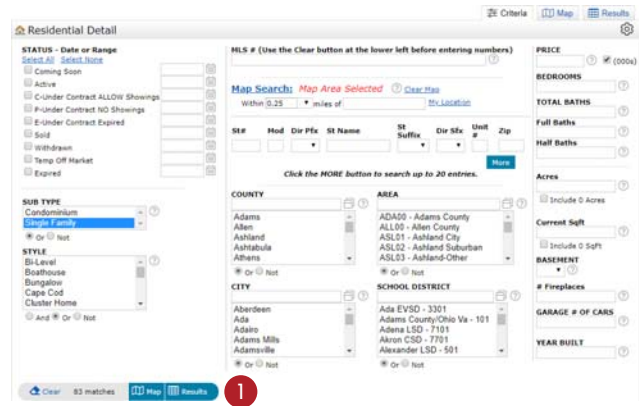 Criteria Map Results
Residential Detail
STATUS - Date or Range
Select All Select None
Coming Soon
Active
C-Under Contract ALLOW Showings
P-Under Contract NO Showings
E-Under Contract Expired
Sold
Withdrawn
Temp Off Market
Expired
SUB TYPE
Condominium
Single Family
Or Not
STYLE
Bi-Level
Boathouse
Bungalow
Cape Cod
Cluster Home
And Or Not
MLS # (Use the Clear button at the lower left before entering numbers)
Map Search: Map Area Selected Clear Map
Within 0.25 miles of My Location
St# Mod Dir Pfx St Name St Suffix Dir Sfx Unit # Zip
More
Click the MORE button to search up to 20 entries.
COUNTY
Adams
Allen
Ashland
Ashtabula
Athens
Or Not
AREA
ADA00 - Adams County
ALL00 - Allen County
ASL01 - Ashland City
ASL02 - Ashland Suburban
ASL03 - Ashland-Other
Or Not
CITY
Aberdeen
Ada
Adairo
Adams Mills
Adamsville
Or Not
SCHOOL DISTRICT
Ada EVSD - 3301
Adams County/Ohio Va - 101
Adena LSD - 7101
Akron CSD - 7701
Alexander LSD - 501
Or Not
PRICE
(000s)
BEDROOMS
TOTAL BATHS
Full Baths
Half Baths
Acres
Include 0 Acres
Current Sqft
Include 0 SqFt
BASEMENT
# Fireplaces
GARAGE # OF CARS
YEAR BUILT
Clear 83 matches Map Results 1